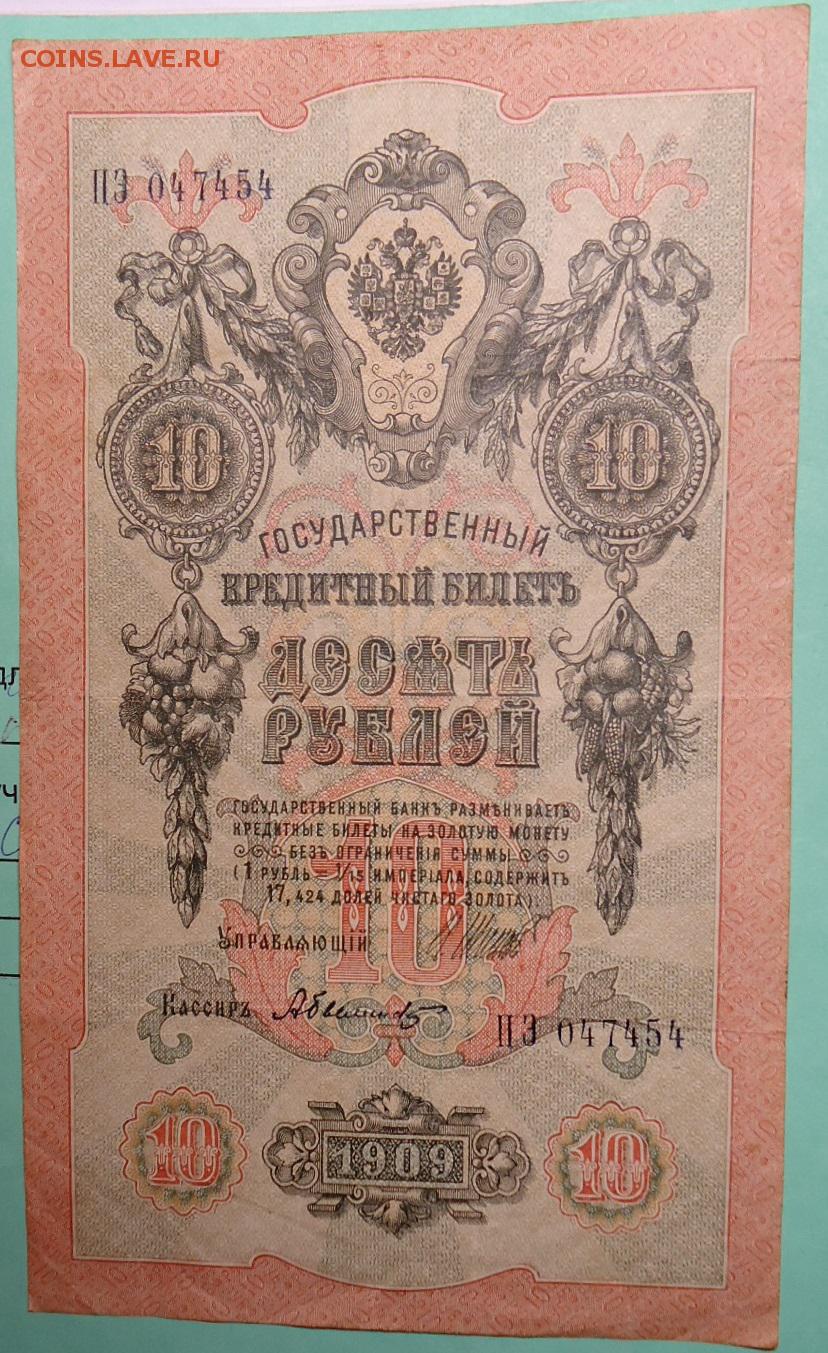 COINS.LAVE.RU
ПЭ 047454
10 10
ГОСУДАРСТВЕННЫЙ
КРЕДИТНЫЙ БИЛЕТЪ
ДЕСЯТЬ
РУБЛЕЙ
ГОСУДАРСТВЕННЫЙ БАНКЪ РАЗМѢНИВАЕТЪ
КРЕДИТНЫЕ БИЛЕТЫ НА ЗОЛОТУЮ МОНЕТУ
БЕЗЪ ОГРАНИЧЕНІЯ СУММЫ
(1 РУБЛЬ = 1/15 ИМПЕРІАЛА, СОДЕРЖИТЪ
17,424 ДОЛЕЙ ЧИСТАГО ЗОЛОТА).
10
УПРАВЛЯЮЩІЙ
КАССИРЪ
ПЭ 047454
10 1909 10